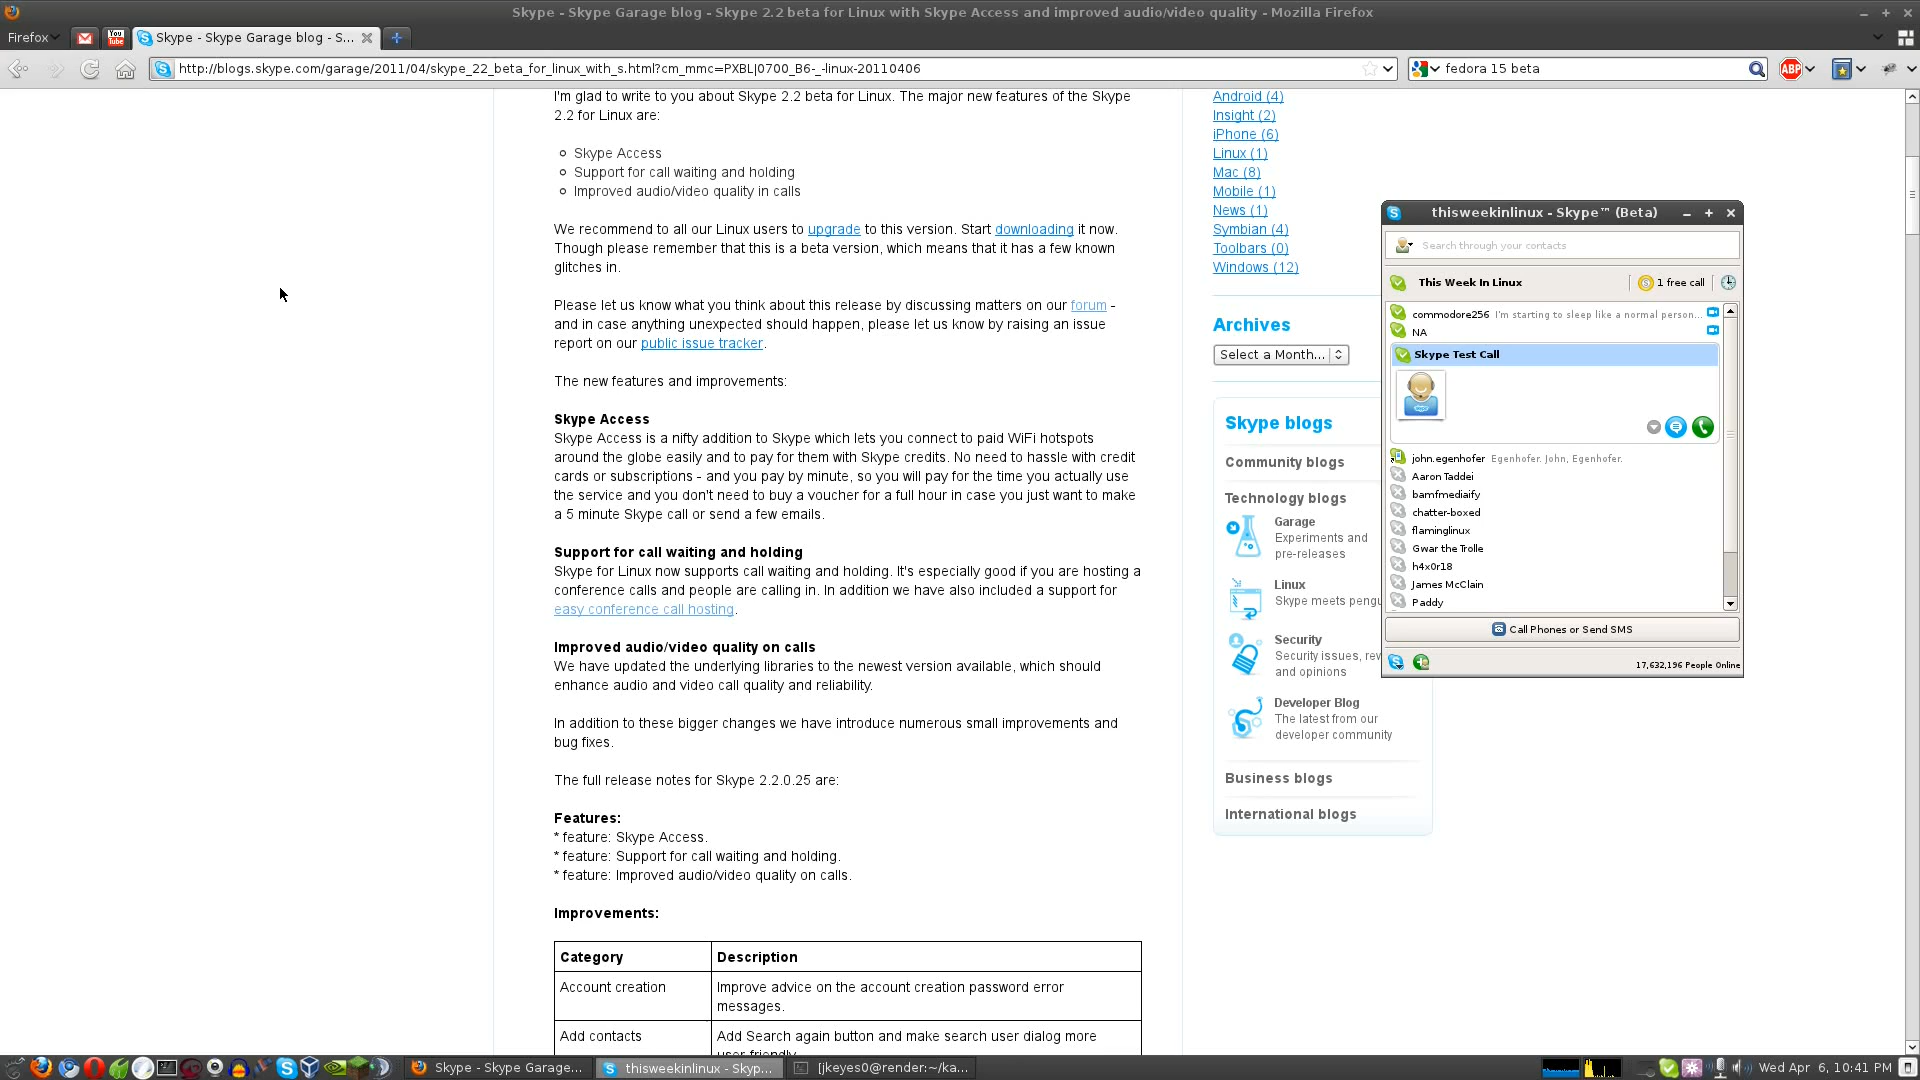 Skype - Skype Garage blog - Skype 2.2 beta for Linux with Skype Access and improved audio/video quality - Mozilla Firefox
Firefox
You Tube
Skype - Skype Garage blog - S...
http://blogs.skype.com/garage/2011/04/skype_22_beta_for_linux_with_s.html?cm_mmc=PXBL|0700_B6-_-linux-20110406
fedora 15 beta
ABP
I'm glad to write to you about Skype 2.2 beta for Linux. The major new features of the Skype
2.2 for Linux are:
Skype Access
Support for call waiting and holding
Improved audio/video quality in calls
We recommend to all our Linux users to upgrade to this version. Start downloading it now.
Though please remember that this is a beta version, which means that it has a few known
glitches in.
Please let us know what you think about this release by discussing matters on our forum -
and in case anything unexpected should happen, please let us know by raising an issue
report on our public issue tracker.
The new features and improvements:
Skype Access
Skype Access is a nifty addition to Skype which lets you connect to paid WiFi hotspots
around the globe easily and to pay for them with Skype credits. No need to hassle with credit
cards or subscriptions - and you pay by minute, so you will pay for the time you actually use
the service and you don't need to buy a voucher for a full hour in case you just want to make
a 5 minute Skype call or send a few emails.
Support for call waiting and holding
Skype for Linux now supports call waiting and holding. It's especially good if you are hosting a
conference calls and people are calling in. In addition we have also included a support for
easy conference call hosting.
Improved audio/video quality on calls
We have updated the underlying libraries to the newest version available, which should
enhance audio and video call quality and reliability.
In addition to these bigger changes we have introduce numerous small improvements and
bug fixes.
The full release notes for Skype 2.2.0.25 are:
Features:
* feature: Skype Access.
* feature: Support for call waiting and holding.
* feature: Improved audio/video quality on calls.
Improvements:
Category Description
Account creation Improve advice on the account creation password error
messages.
Add contacts Add Search again button and make search user dialog more
user friendly
Android (4)
Insight (2)
iPhone (6)
Linux (1)
Mac (8)
Mobile (1)
News (1)
Symbian (4)
Toolbars (0)
Windows (12)
Archives
Select a Month...
Skype blogs
Community blogs
Technology blogs
Garage
Experiments and
pre-releases
Linux
Skype meets pengu
Security
Security issues, rev
and opinions
Developer Blog
The latest from our
developer community
Business blogs
International blogs
thisweekinlinux - Skype™ (Beta)
Search through your contacts
This Week In Linux
1 free call
commodore256 I'm starting to sleep like a normal person...
NA
Skype Test Call
john.egenhofer Egenhofer. John, Egenhofer.
Aaron Taddei
bamfmediaify
chatter-boxed
flaminglinux
Gwar the Trolle
h4x0r18
James McClain
Paddy
Call Phones or Send SMS
17,632,196 People Online
Skype - Skype Garage...
thisweekinlinux - Skyp...
[jkeyes0@render:~/ka...
Wed Apr 6, 10:41 PM